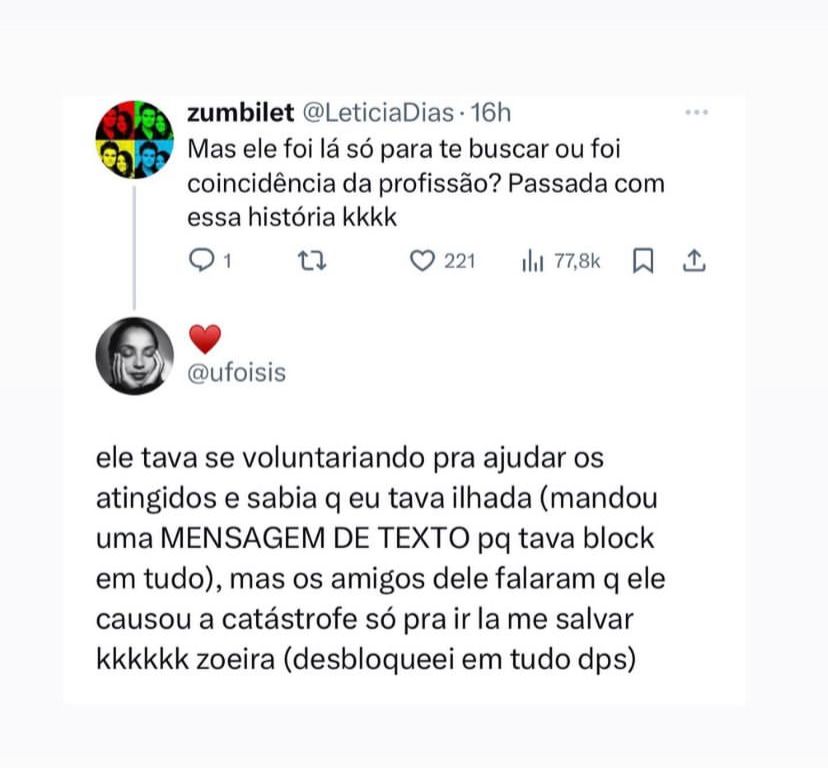 zumbilet @LeticiaDias · 16h
Mas ele foi lá só para te buscar ou foi
coincidência da profissão? Passada com
essa história kkkk
1 221 77,8k
@ufoisis
ele tava se voluntariando pra ajudar os
atingidos e sabia q eu tava ilhada (mandou
uma MENSAGEM DE TEXTO pq tava block
em tudo), mas os amigos dele falaram q ele
causou a catástrofe só pra ir la me salvar
kkkkkk zoeira (desbloqueei em tudo dps)